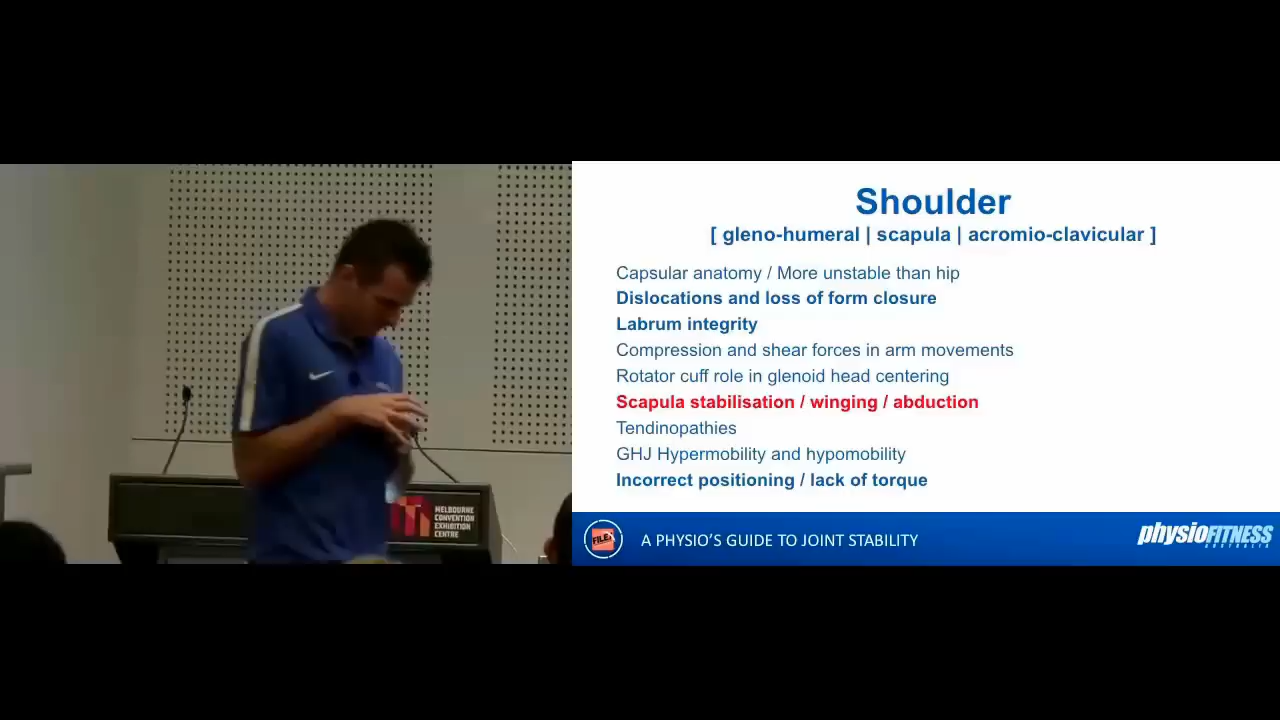 Shoulder
[ gleno-humeral | scapula | acromio-clavicular ]
Capsular anatomy / More unstable than hip
Dislocations and loss of form closure
Labrum integrity
Compression and shear forces in arm movements
Rotator cuff role in glenoid head centering
Scapula stabilisation / winging / abduction
Tendinopathies
GHJ Hypermobility and hypomobility
Incorrect positioning / lack of torque
MELBOURNE
CONVENTION
EXHIBITION
CENTRE
FILEX
A PHYSIO'S GUIDE TO JOINT STABILITY
physioFITNESS
AUSTRALIA